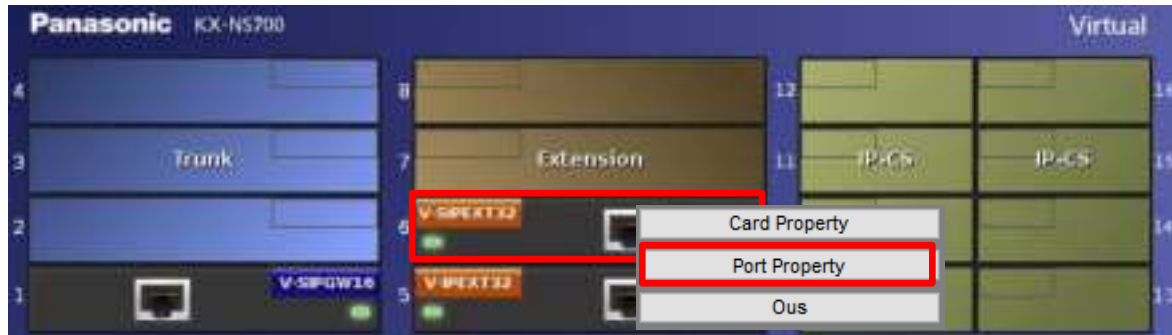 Panasonic KX-NS700 Virtual
4 8 12 16
3 Trunk 7 Extension 11 IP-CS IP-CS 15
2 6 V-SIPEXT32 Card Property 14
Port Property
1 V-SIPGW16 5 V-IPEXT32 Ous 13